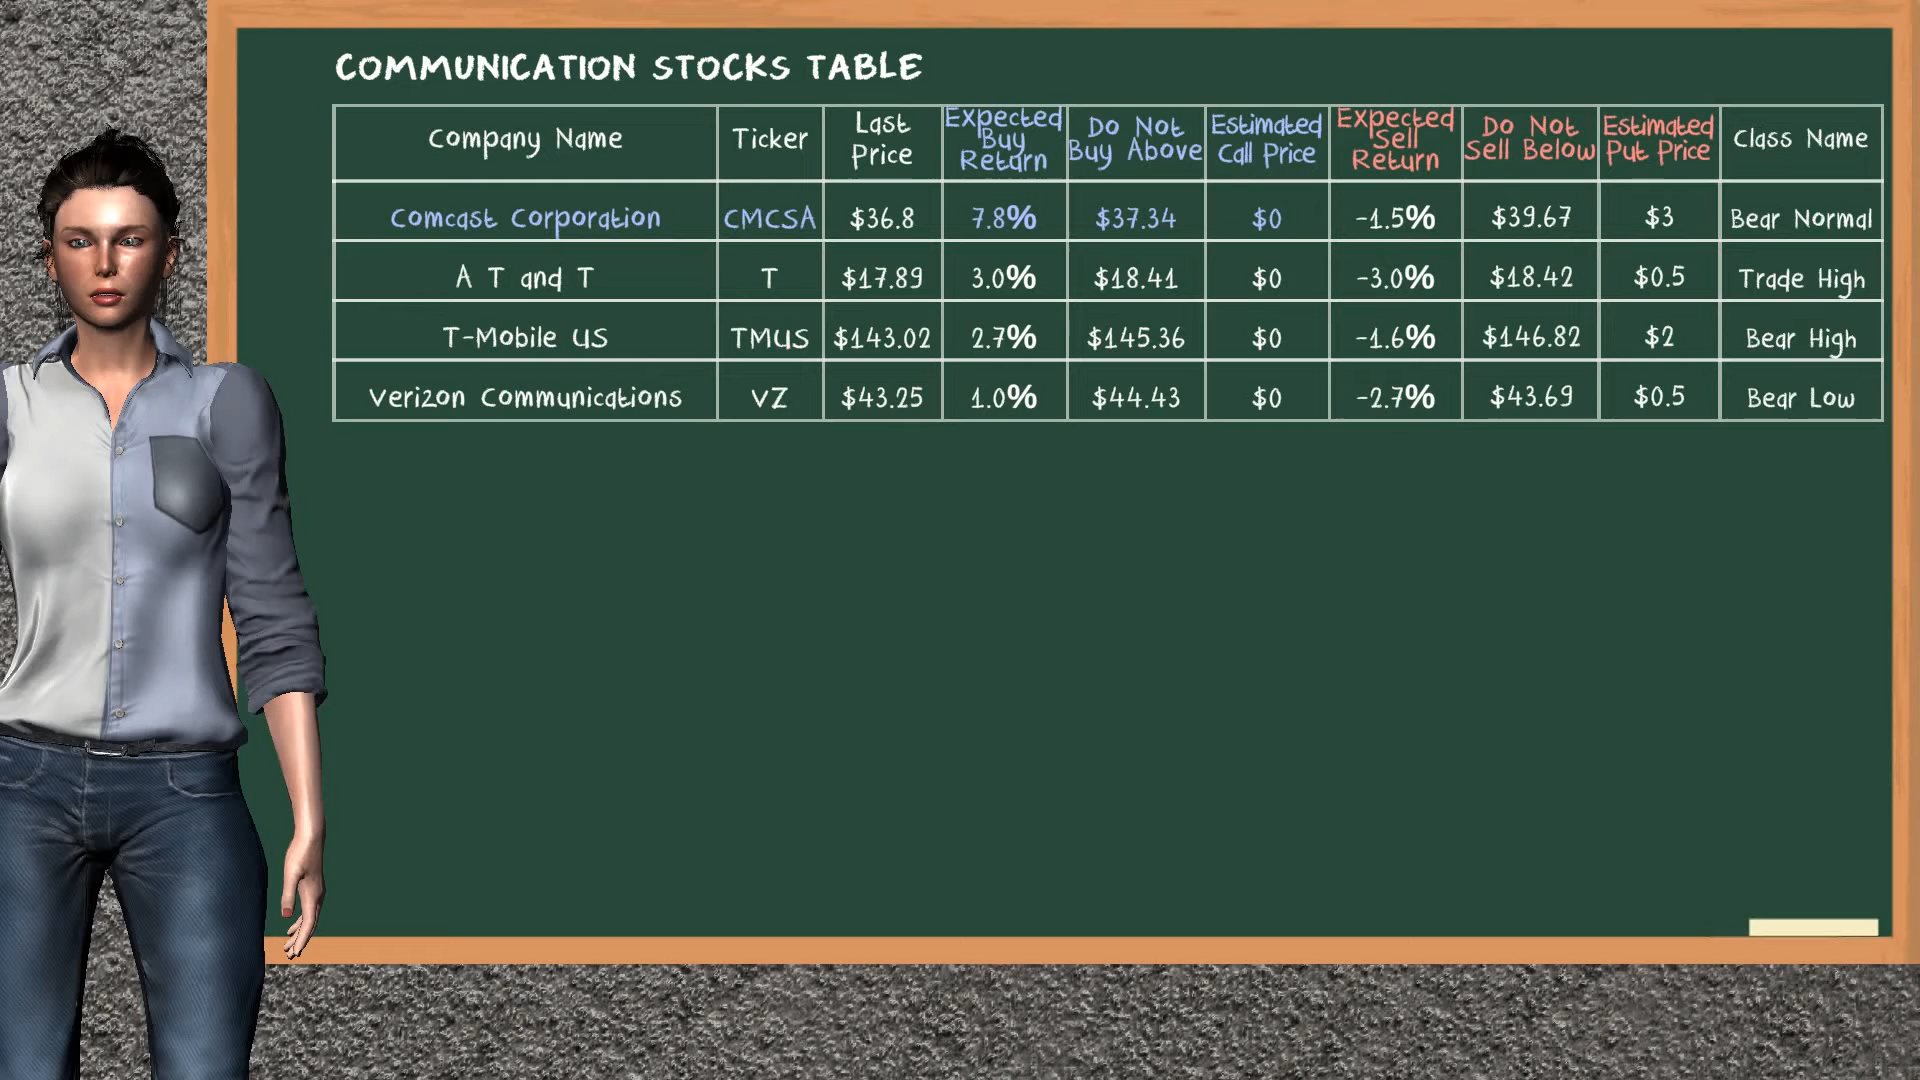 COMMUNICATION STOCKS TABLE
Company Name Ticker Last Price Expected Buy Return Do Not Buy Above Estimated Call Price Expected Sell Return Do Not Sell Below Estimated Put Price Class Name
Comcast Corporation CMCSA $36.8 7.8% $37.34 $0 -1.5% $39.67 $3 Bear Normal
A T and T T $17.89 3.0% $18.41 $0 -3.0% $18.42 $0.5 Trade High
T-Mobile US TMUS $143.02 2.7% $145.36 $0 -1.6% $146.82 $2 Bear High
Verizon Communications VZ $43.25 1.0% $44.43 $0 -2.7% $43.69 $0.5 Bear Low